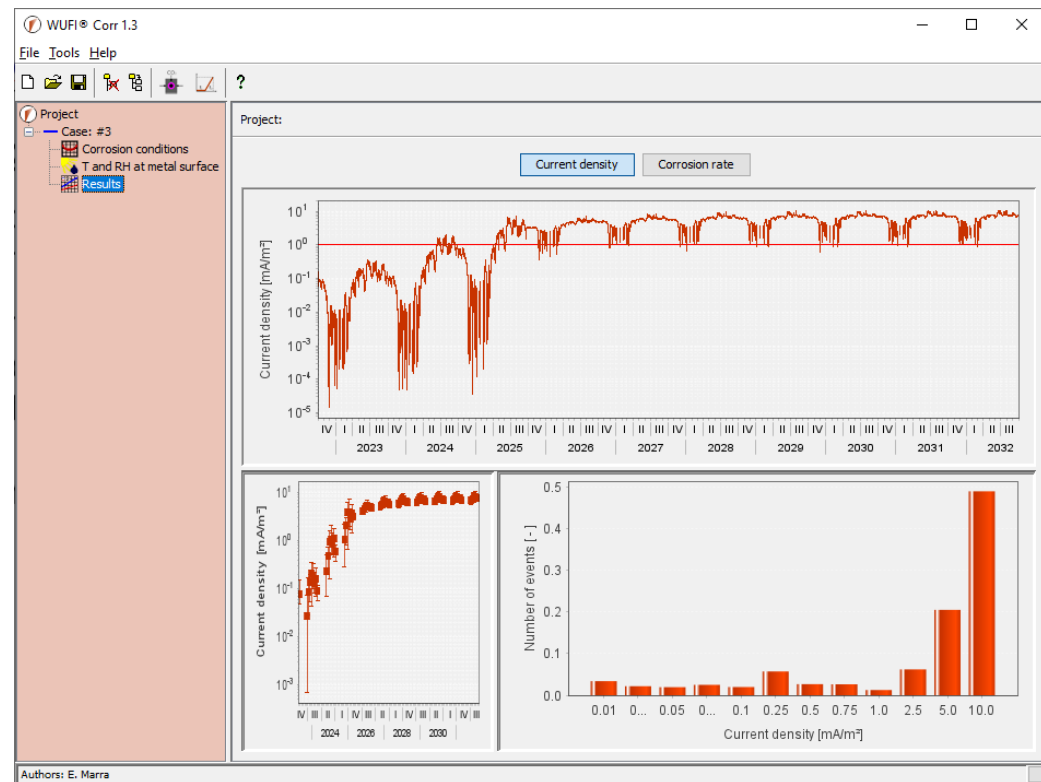 WUFI® Corr 1.3
File Tools Help
?
Project
Case: #3
Corrosion conditions
T and RH at metal surface
Results
Project:
Current density Corrosion rate
Current density [mA/m²]
10¹
10⁰
10⁻¹
10⁻²
10⁻³
10⁻⁴
10⁻⁵
IV I II III IV I II III IV I II III IV I II III IV I II III IV I II III IV I II III IV I II III IV I II III IV I II III
2023 2024 2025 2026 2027 2028 2029 2030 2031 2032
Current density [mA/m²]
10¹
10⁰
10⁻¹
10⁻²
10⁻³
IV III II I IV III II I IV III II I IV III
2024 2026 2028 2030
Number of events [ - ]
0.5
0.4
0.3
0.2
0.1
0.0
0.01 0... 0.05 0... 0.1 0.25 0.5 0.75 1.0 2.5 5.0 10.0
Current density [mA/m²]
Authors: E. Marra